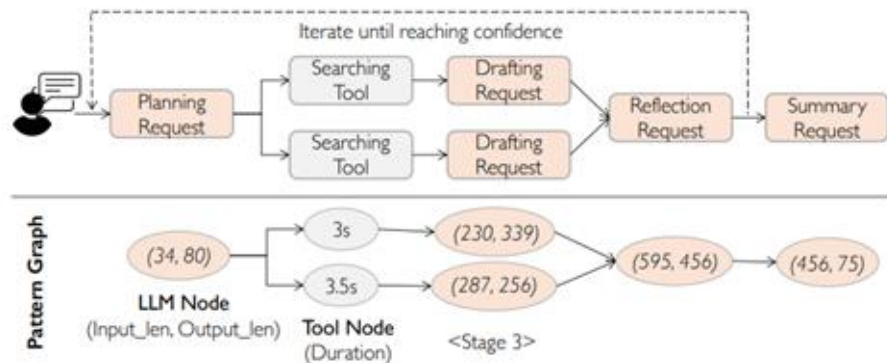 Iterate until reaching confidence
Planning
Request
Searching
Tool
Drafting
Request
Searching
Tool
Drafting
Request
Reflection
Request
Summary
Request
Pattern Graph
(34, 80)
LLM Node
(Input_len, Output_len)
3s
3.5s
Tool Node
(Duration)
(230, 339)
(287, 256)
<Stage 3>
(595, 456)
(456, 75)